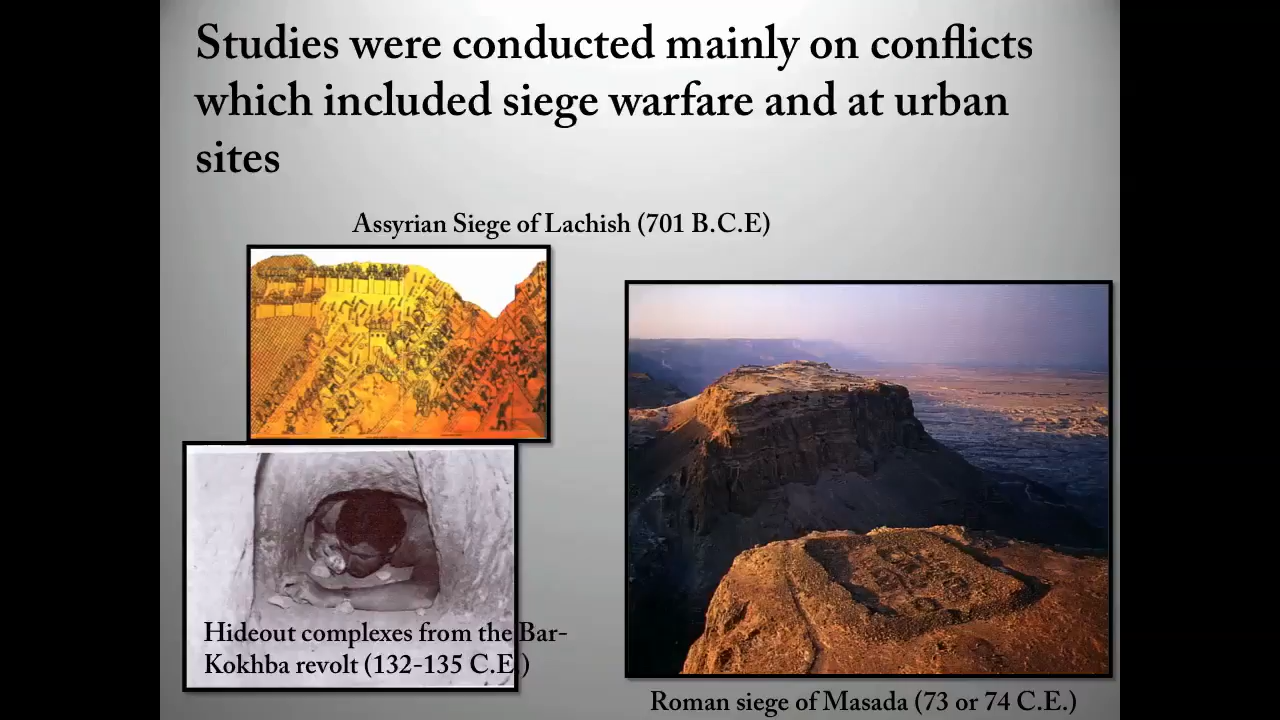 Studies were conducted mainly on conflicts
which included siege warfare and at urban
sites
Assyrian Siege of Lachish (701 B.C.E)
Hideout complexes from the Bar-
Kokhba revolt (132-135 C.E.)
Roman siege of Masada (73 or 74 C.E.)